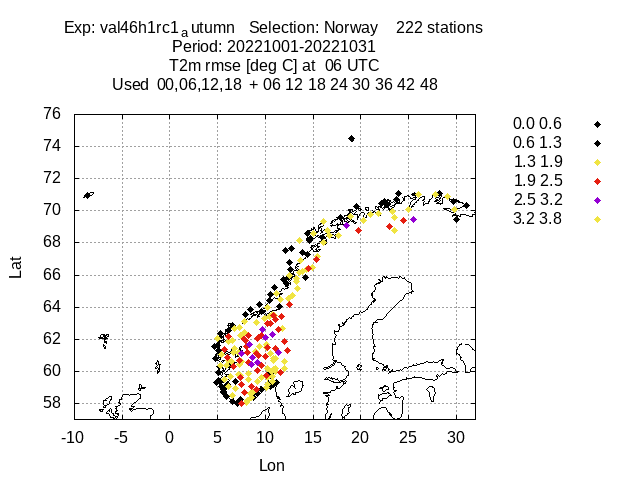 Exp: val46h1rc1a utumn Selection: Norway 222 stations
Period: 20221001-20221031
T2m rmse [deg C] at 06 UTC
Used 00,06,12,18 + 06 12 18 24 30 36 42 48
76
74
72
70
68
66
64
62
60
58
Lat
-10 -5 0 5 10 15 20 25 30
Lon
0.0 0.6
0.6 1.3
1.3 1.9
1.9 2.5
2.5 3.2
3.2 3.8